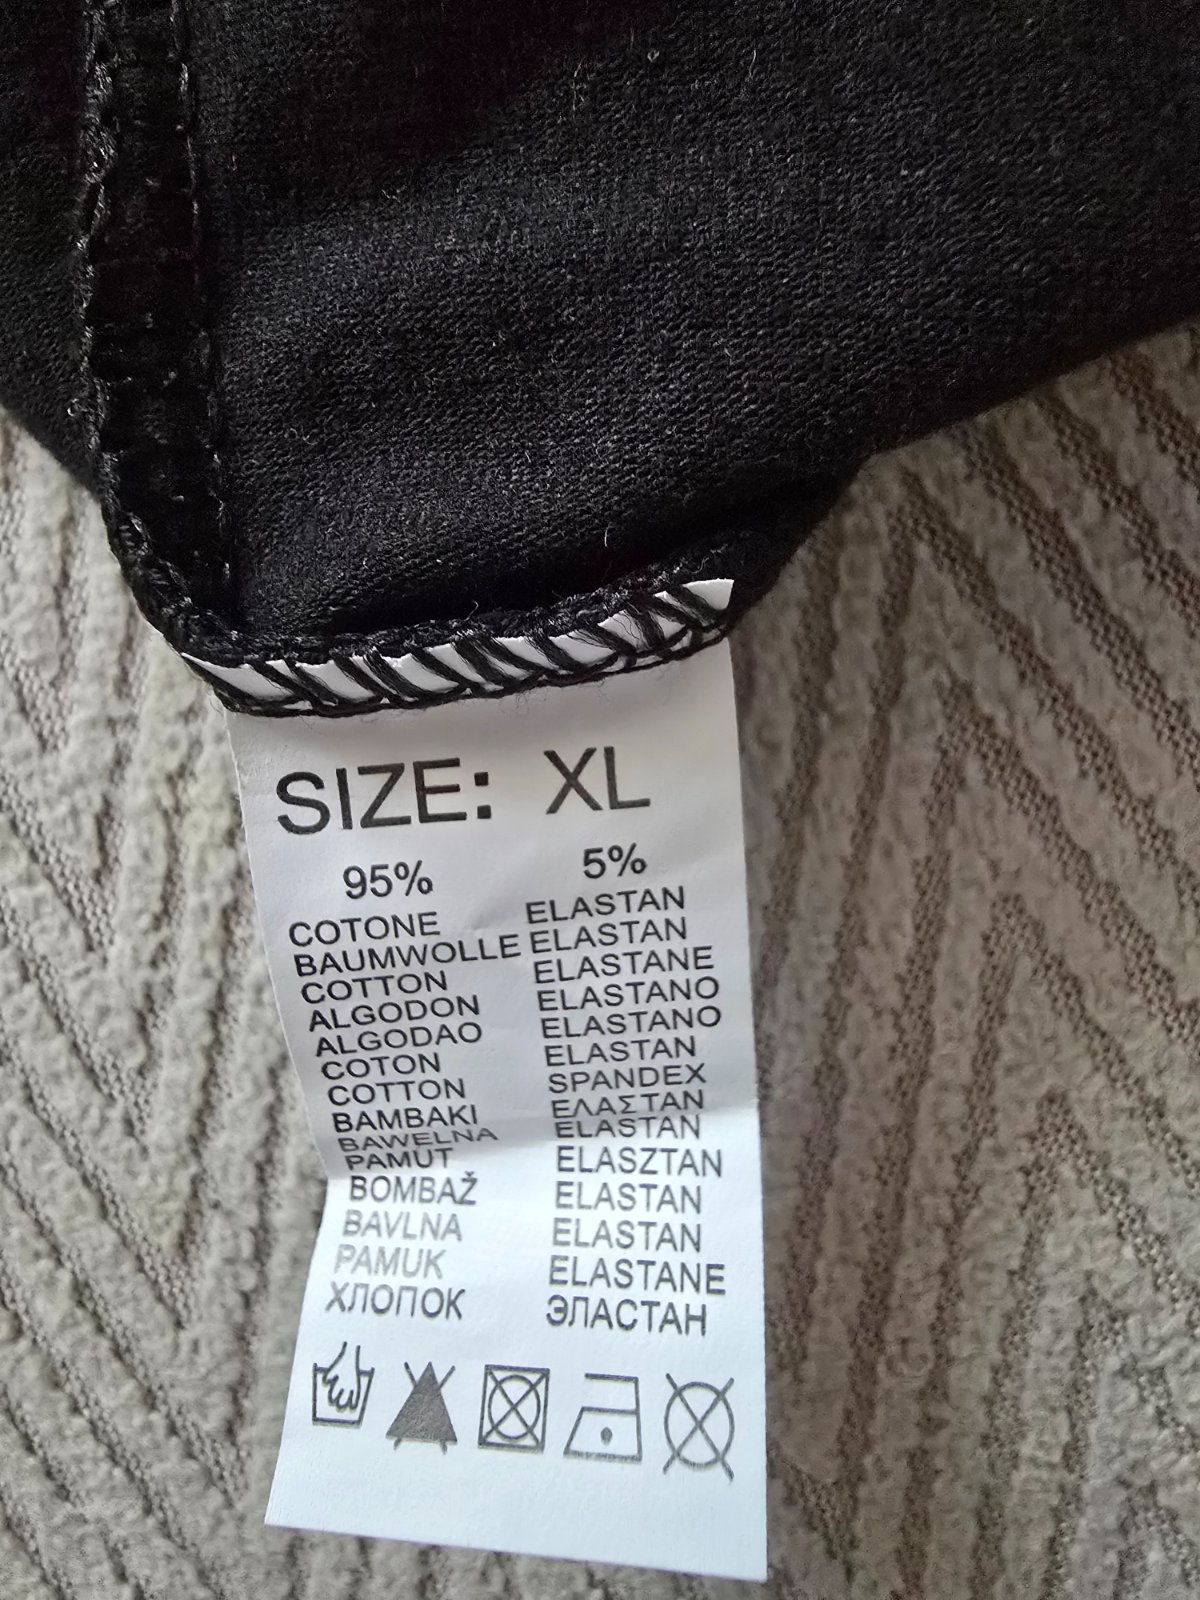 SIZE: XL
95% 5%
COTONE ELASTAN
BAUMWOLLE ELASTAN
COTTON ELASTANE
ALGODON ELASTANO
ALGODAO ELASTANO
COTON ELASTAN
COTTON SPANDEX
BAMBAKI ΕΛΑΣΤΑΝ
BAWELNA ELASTAN
PAMUT ELASZTAN
BOMBAŽ ELASTAN
BAVLNA ELASTAN
PAMUK ELASTANE
ХЛОПОК ЭЛАСТАН